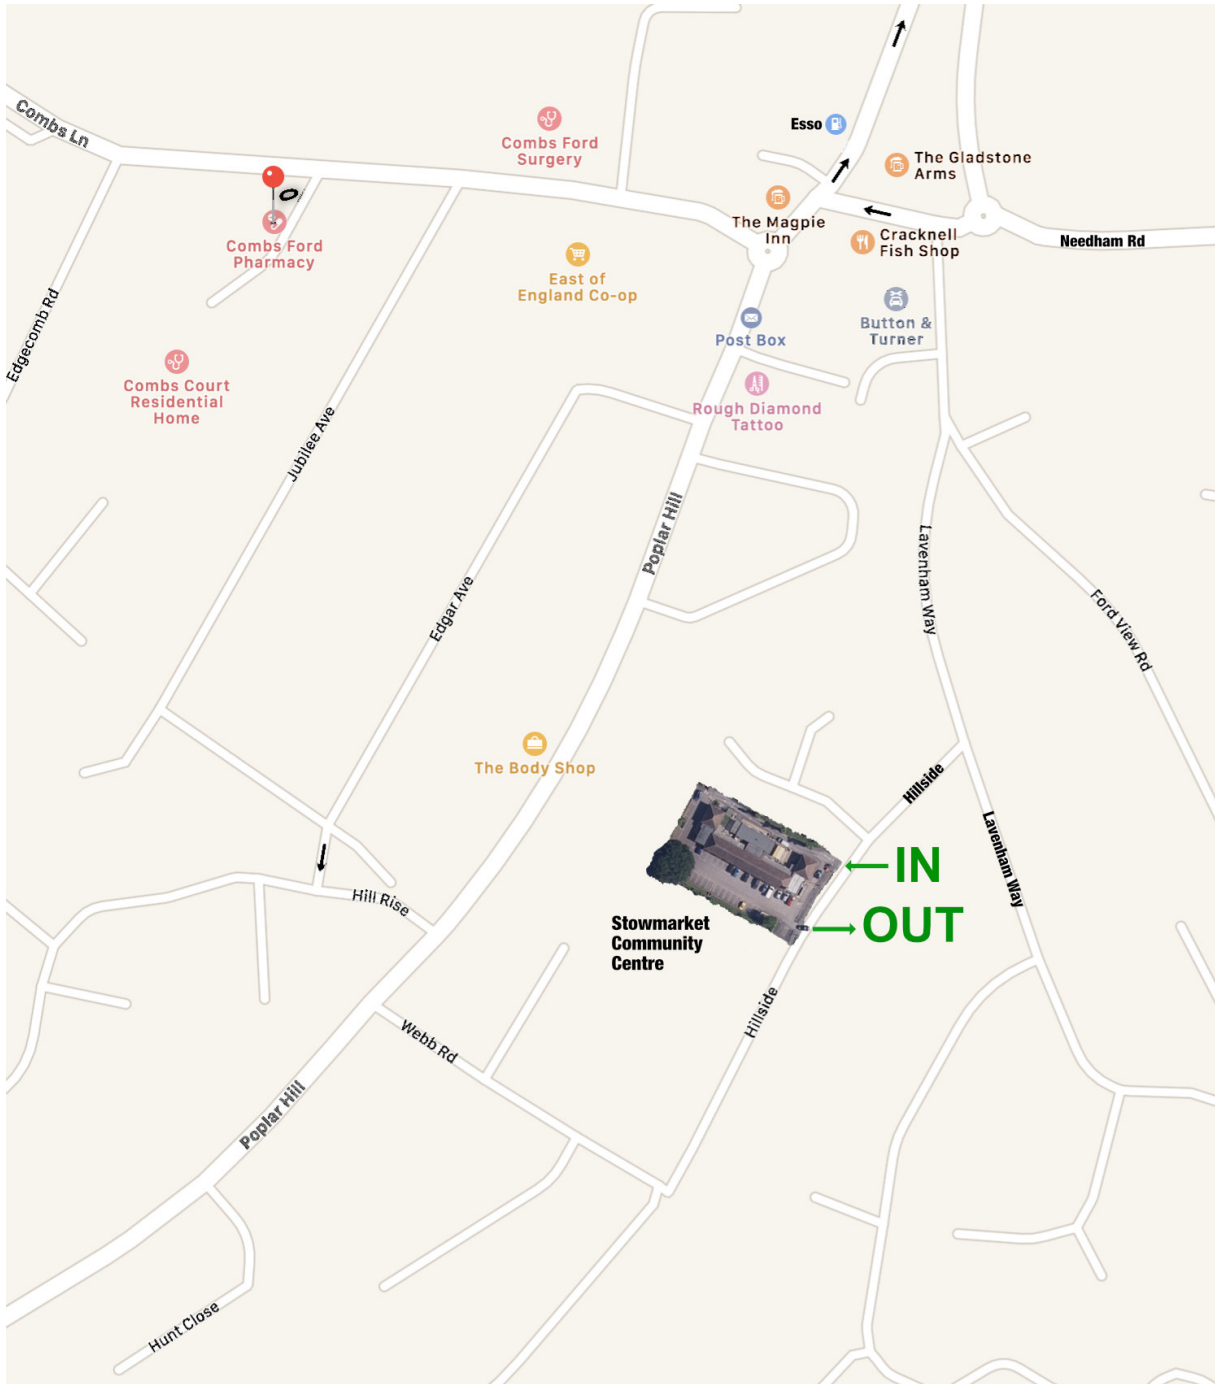 Combs Ln
Combs Ford
Surgery
Esso
The Gladstone
Arms
The Magpie
Inn
Cracknell
Fish Shop
Needham Rd
Combs Ford
Pharmacy
East of
England Co-op
Edgecomb Rd
Post Box
Button &
Turner
Combs Court
Residential
Home
Rough Diamond
Tattoo
Jubilee Ave
Poplar Hill
Lavenham Way
Edgar Ave
Ford View Rd
The Body Shop
Hillside
Lavenham Way
IN
OUT
Hill Rise
Stowmarket
Community
Centre
Hillside
Webb Rd
Poplar Hill
Hunt Close